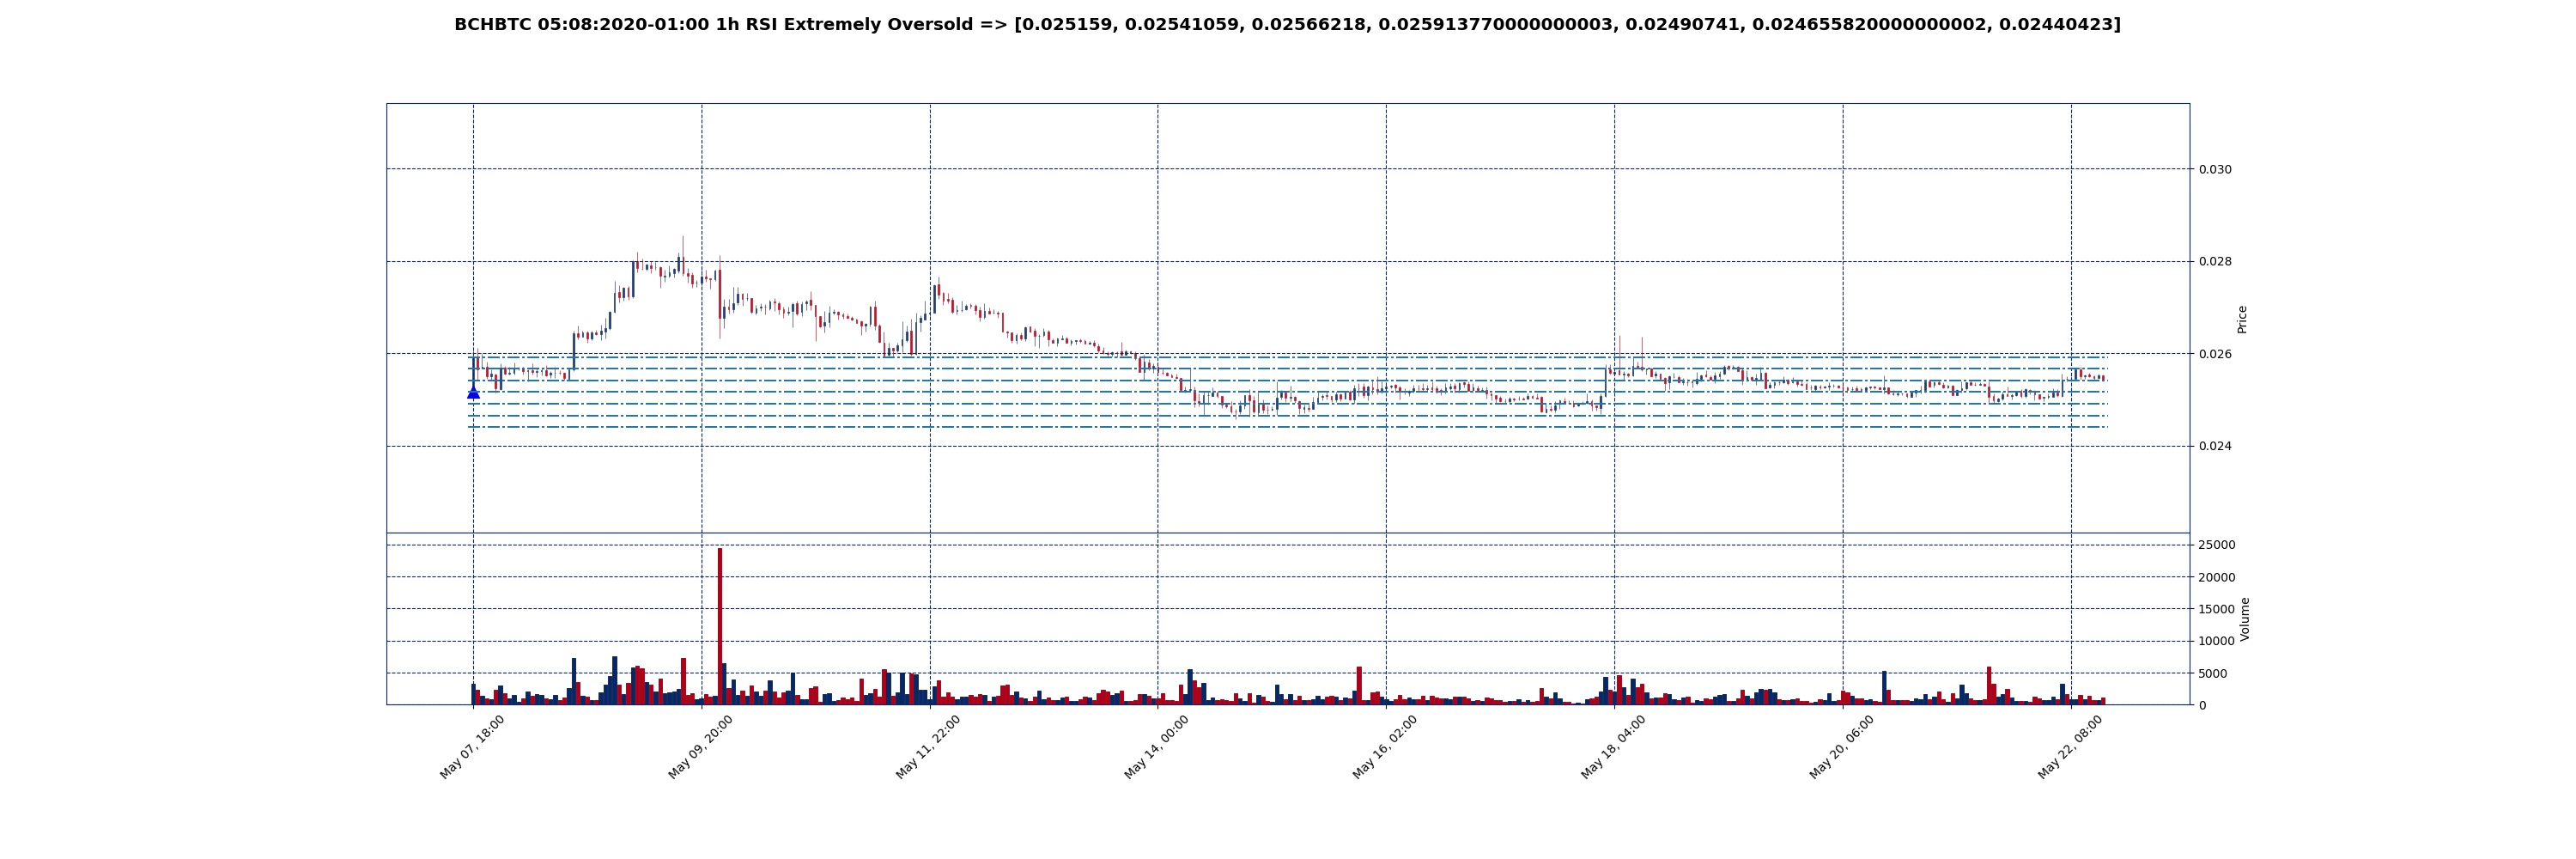 BCHBTC 05:08:2020-01:00 1h RSI Extremely Oversold => [0.025159, 0.02541059, 0.02566218, 0.025913770000000003, 0.02490741, 0.024655820000000002, 0.02440423]
0.030
0.028
Price
0.026
0.024
25000
20000
15000
Volume
10000
5000
0
May 07, 18:00
May 09, 20:00
May 11, 22:00
May 14, 00:00
May 16, 02:00
May 18, 04:00
May 20, 06:00
May 22, 08:00